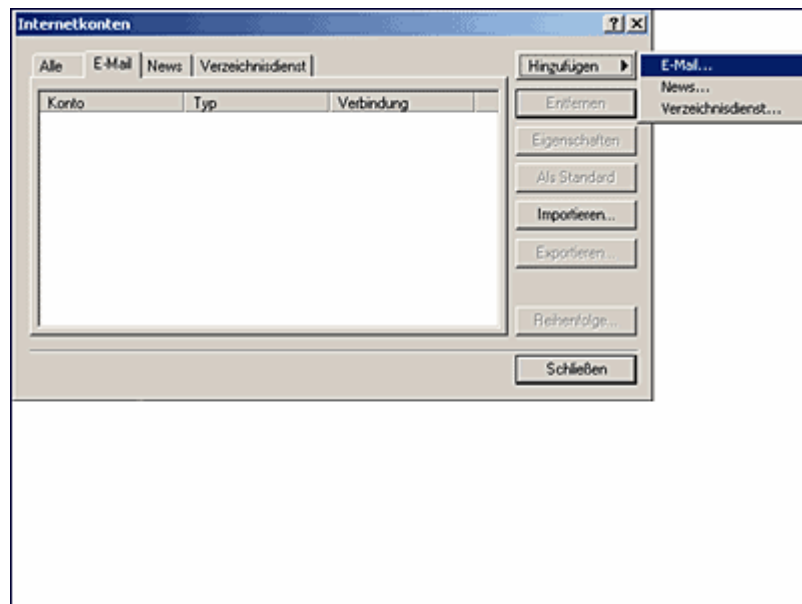 Internetkonten
Alle E-Mail News Verzeichnisdienst
Konto Typ Verbindung
Hinzufügen
Entfernen
Eigenschaften
Als Standard
Importieren...
Exportieren...
Reihenfolge...
Schließen
E-Mail...
News...
Verzeichnisdienst...